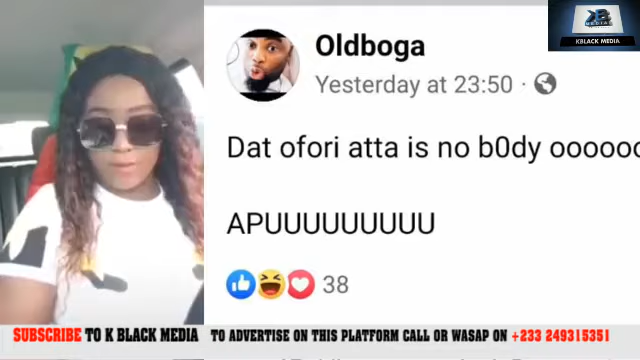 KBLACK MEDIA
Oldboga
Yesterday at 23:50 ·
Dat ofori atta is no b0dy oooooo
APUUUUUUUUU
38
SUBSCRIBE TO K BLACK MEDIA TO ADVERTISE ON THIS PLATFORM CALL OR WASAP ON +233 249315351